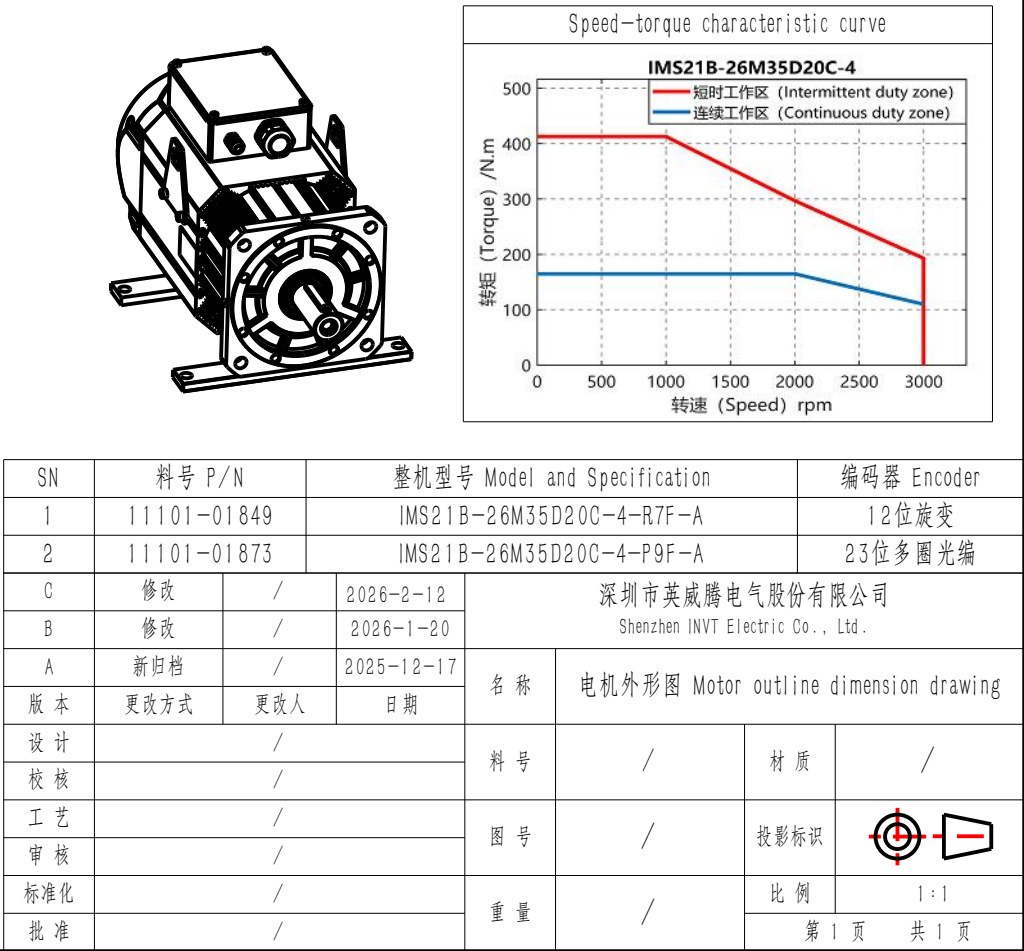 Speed-torque characteristic curve
IMS21B-26M35D20C-4
短时工作区（Intermittent duty zone）
连续工作区（Continuous duty zone）
转矩（Torque）/N.m
500
400
300
200
100
0
0 500 1000 1500 2000 2500 3000
转速（Speed）rpm
SN 料号 P/N 整机型号 Model and Specification 编码器 Encoder
1 11101-01849 IMS21B-26M35D20C-4-R7F-A 12位旋变
2 11101-01873 IMS21B-26M35D20C-4-P9F-A 23位多圈光编
C 修改 / 2026-2-12
B 修改 / 2026-1-20
A 新归档 / 2025-12-17
版本 更改方式 更改人 日期
深圳市英威腾电气股份有限公司
Shenzhen INVT Electric Co., Ltd.
名称 电机外形图 Motor outline dimension drawing
设计 /
校核 /
工艺 /
审核 /
标准化 /
批准 /
料号 / 材质 /
图号 / 投影标识
重量 / 比例 1:1
第 1 页 共 1 页